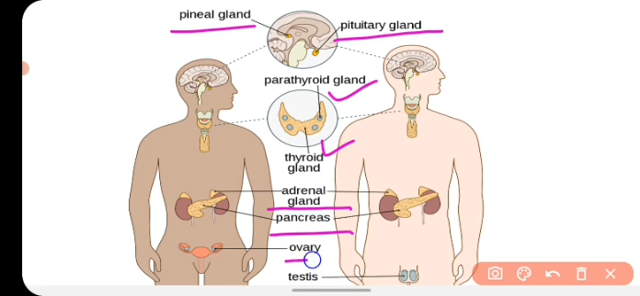 pineal gland
pituitary gland
parathyroid gland
thyroid
gland
adrenal
gland
pancreas
ovary
testis